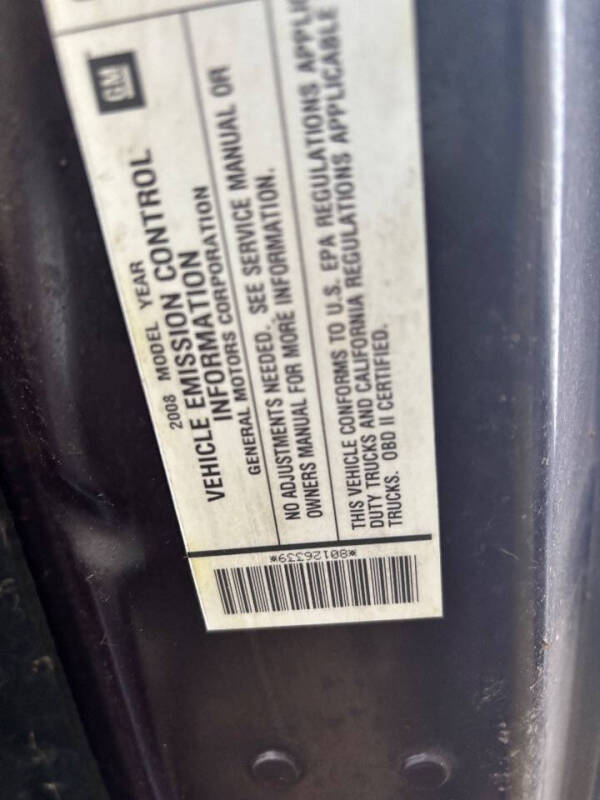 GM
2008 MODEL YEAR
VEHICLE EMISSION CONTROL
INFORMATION
GENERAL MOTORS CORPORATION
NO ADJUSTMENTS NEEDED. SEE SERVICE MANUAL OR
OWNERS MANUAL FOR MORE INFORMATION.
THIS VEHICLE CONFORMS TO U.S. EPA REGULATIONS APPLI
DUTY TRUCKS AND CALIFORNIA REGULATIONS APPLICABLE
TRUCKS. OBD II CERTIFIED.
*80126339*